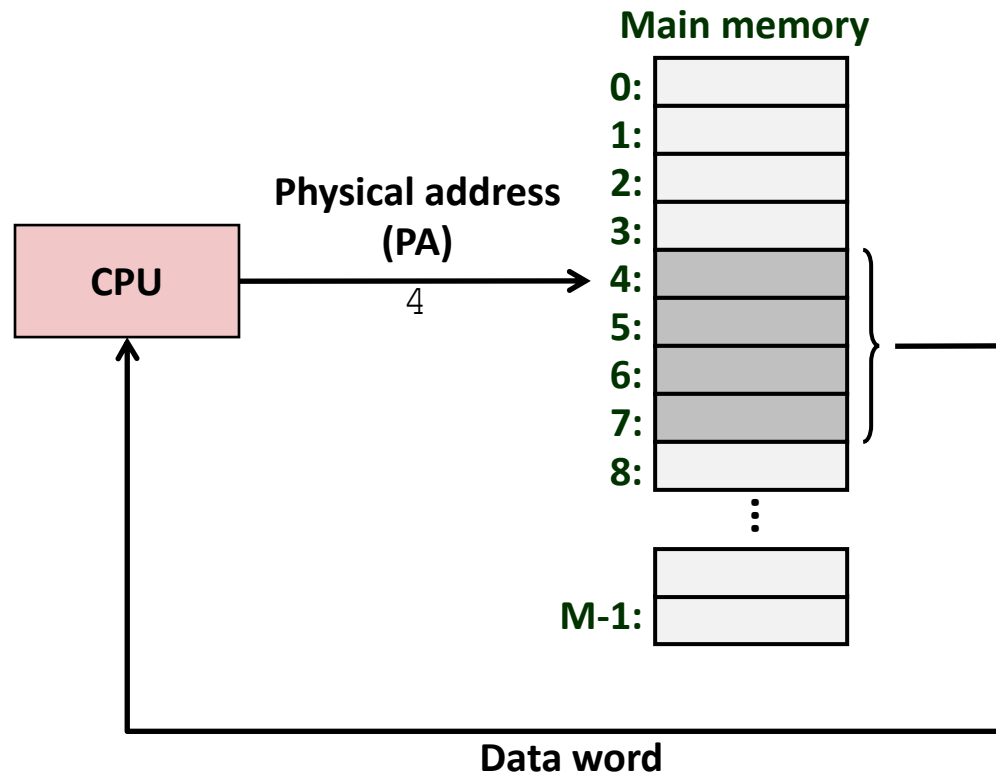 Main memory
0:
1:
2:
Physical address
(PA)
3:
CPU
4
4:
5:
6:
7:
8:
M-1:
Data word